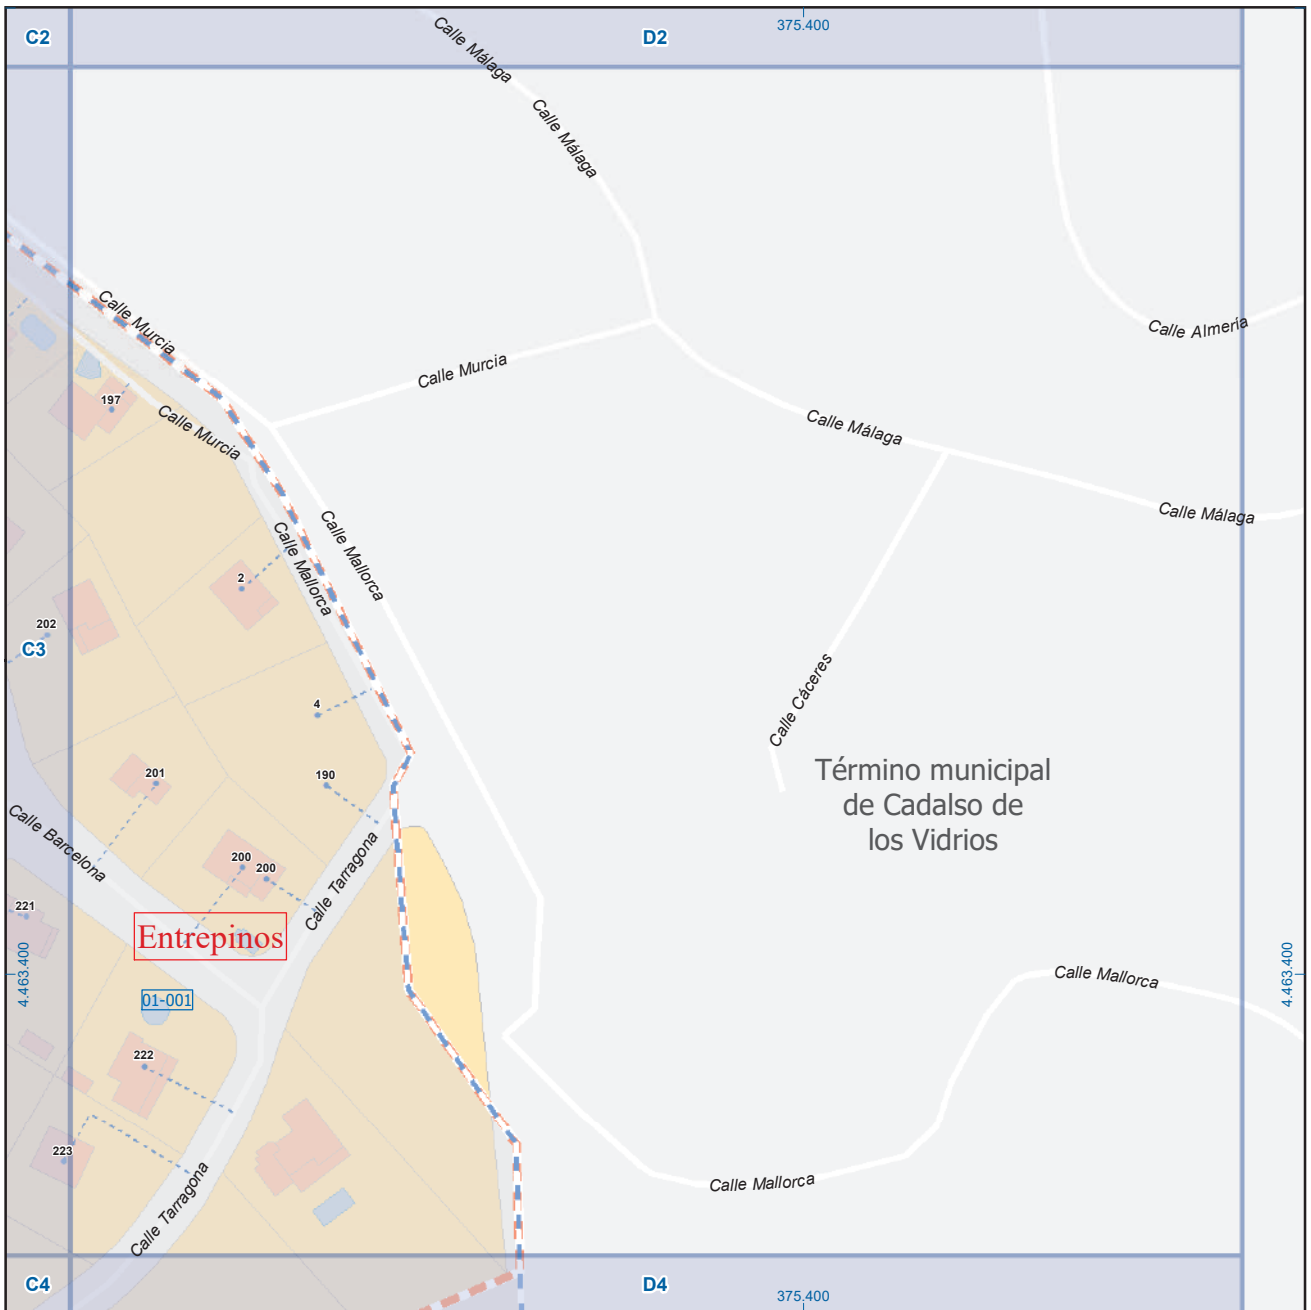 C2
D2
375.400
Calle Málaga
Calle Málaga
Calle Murcia
Calle Almería
Calle Murcia
197
Calle Murcia
Calle Málaga
Calle Málaga
Calle Mallorca
Calle Mallorca
2
202
C3
4
Calle Cáceres
Término municipal
de Cadalso de
los Vidrios
201
190
Calle Barcelona
200
200
Calle Tarragona
221
Entrepinos
4.463.400
4.463.400
Calle Mallorca
01-001
222
223
Calle Tarragona
Calle Mallorca
C4
D4
375.400